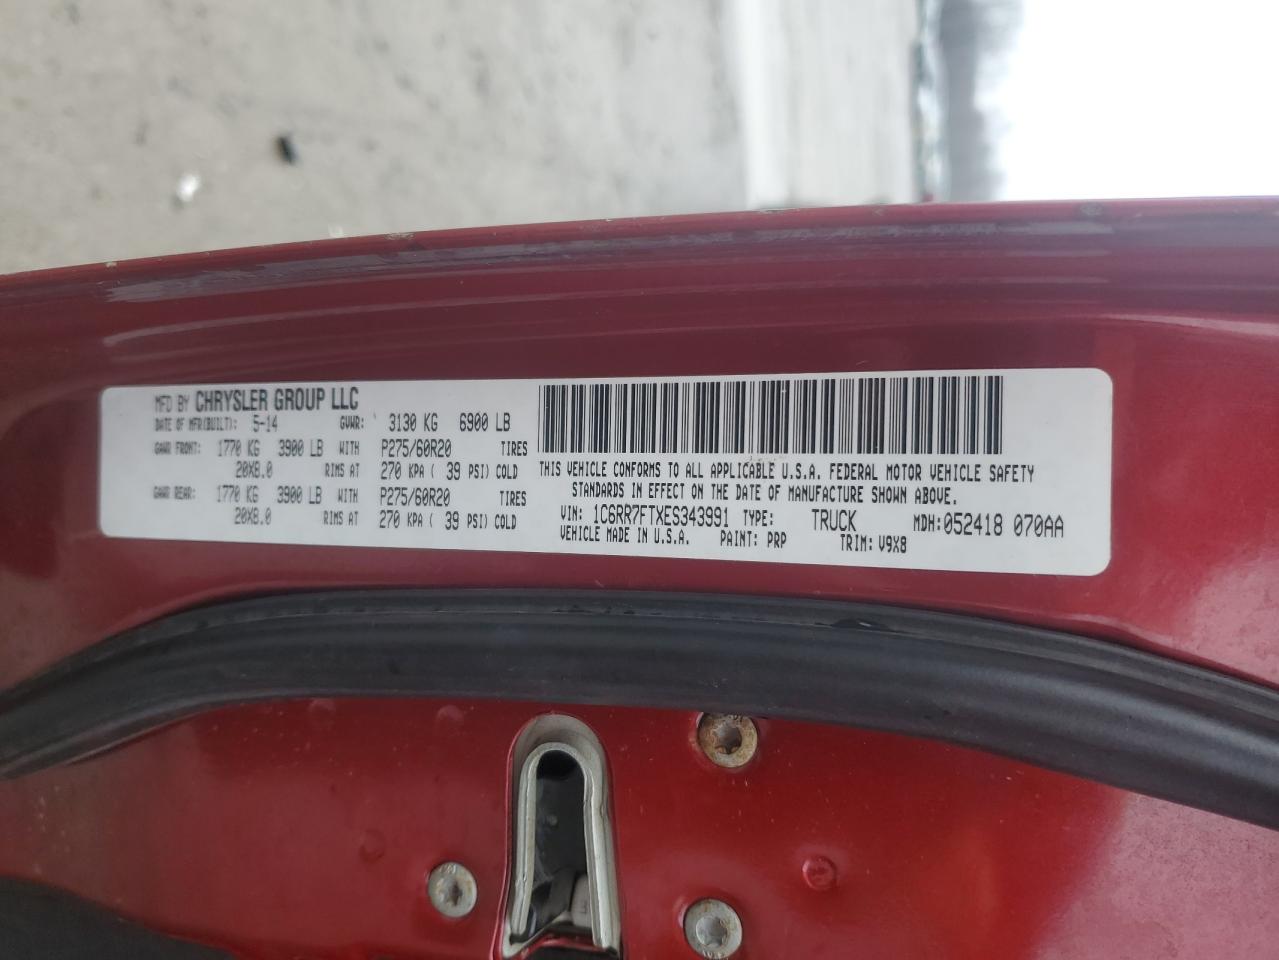 MFD BY CHRYSLER GROUP LLC
DATE OF MFR(BUILT): 5-14 GVWR: 3130 KG 6900 LB
GAWR FRONT: 1770 KG 3900 LB WITH P275/60R20 TIRES
20X8.0 RIMS AT 270 KPA ( 39 PSI) COLD
GAWR REAR: 1770 KG 3900 LB WITH P275/60R20 TIRES
20X8.0 RIMS AT 270 KPA ( 39 PSI) COLD
THIS VEHICLE CONFORMS TO ALL APPLICABLE U.S.A. FEDERAL MOTOR VEHICLE SAFETY
STANDARDS IN EFFECT ON THE DATE OF MANUFACTURE SHOWN ABOVE.
VIN: 1C6RR7FTXES343991 TYPE: TRUCK MDH: 052418 070AA
VEHICLE MADE IN U.S.A. PAINT: PRP TRIM: V9X8